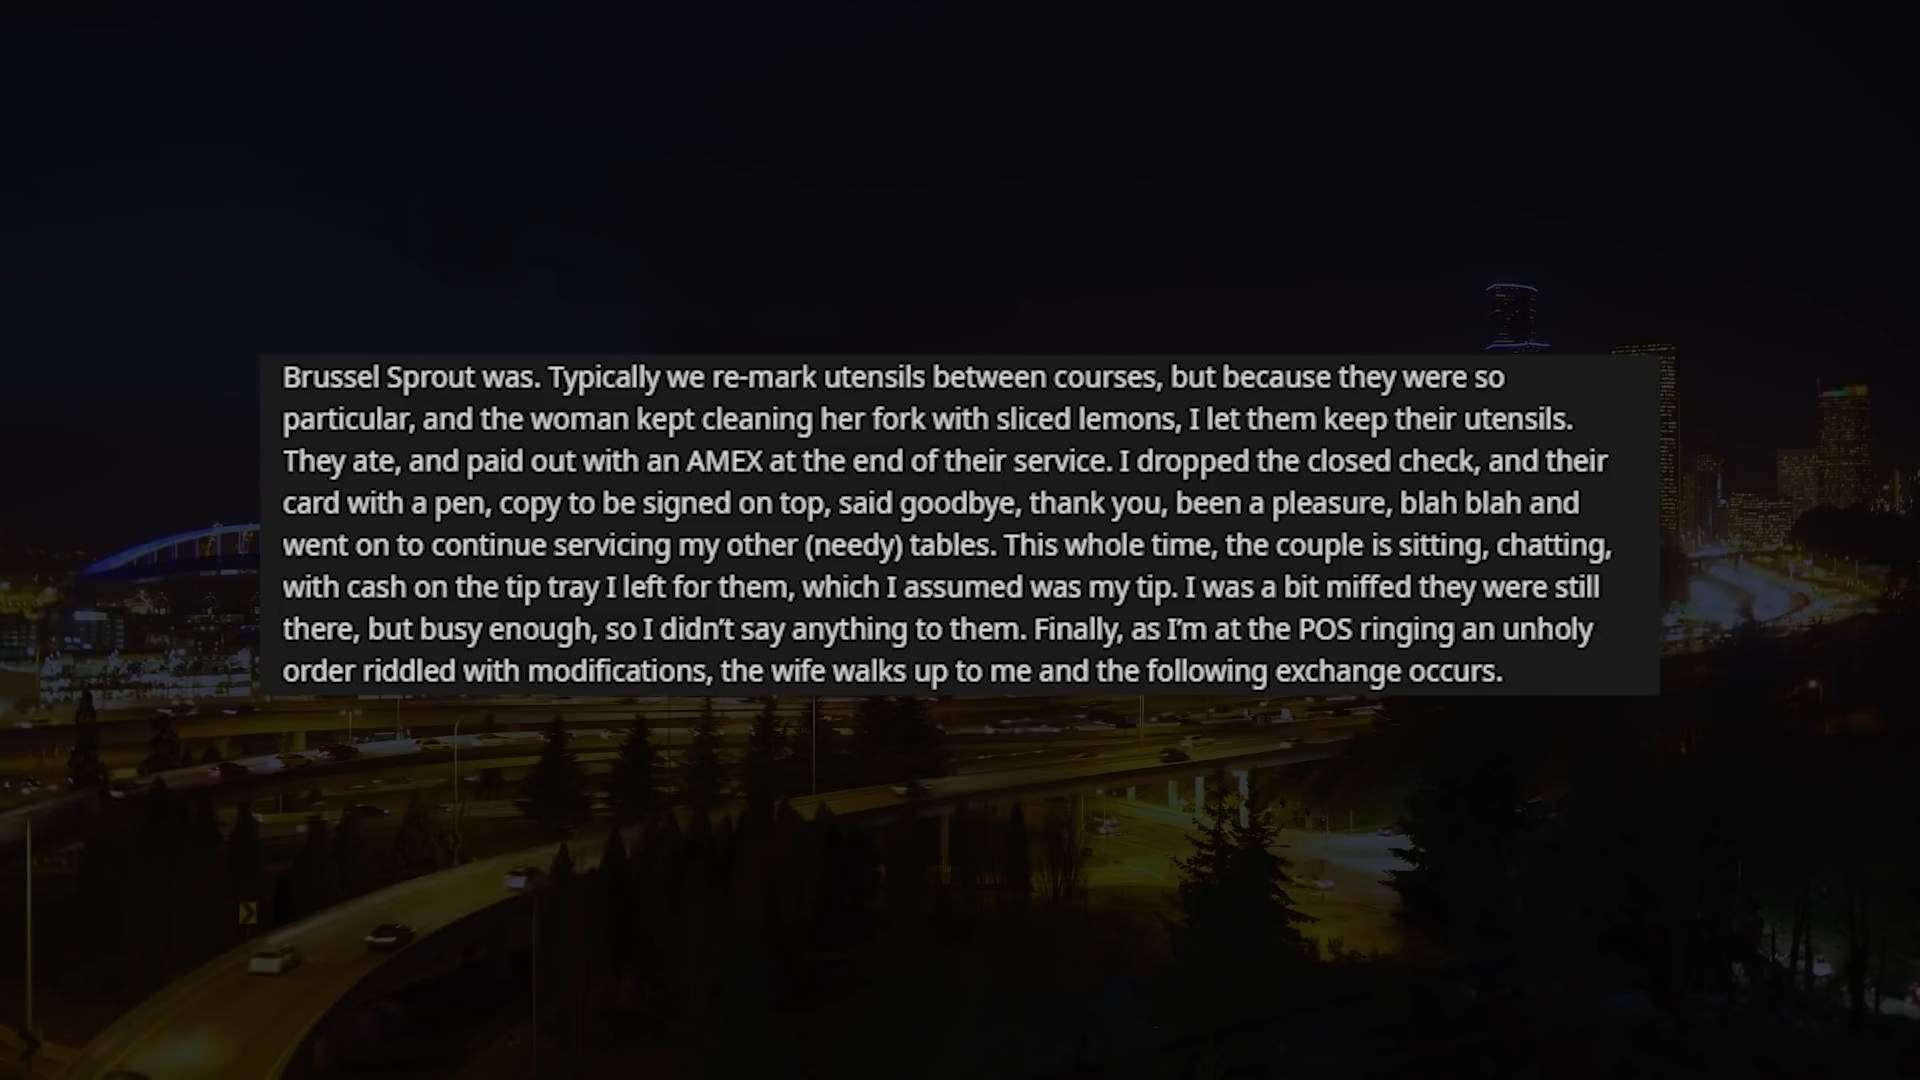 Brussel Sprout was. Typically we re-mark utensils between courses, but because they were so
particular, and the woman kept cleaning her fork with sliced lemons, I let them keep their utensils.
They ate, and paid out with an AMEX at the end of their service. I dropped the closed check, and their
card with a pen, copy to be signed on top, said goodbye, thank you, been a pleasure, blah blah and
went on to continue servicing my other (needy) tables. This whole time, the couple is sitting, chatting,
with cash on the tip tray I left for them, which I assumed was my tip. I was a bit miffed they were still
there, but busy enough, so I didn’t say anything to them. Finally, as I’m at the POS ringing an unholy
order riddled with modifications, the wife walks up to me and the following exchange occurs.